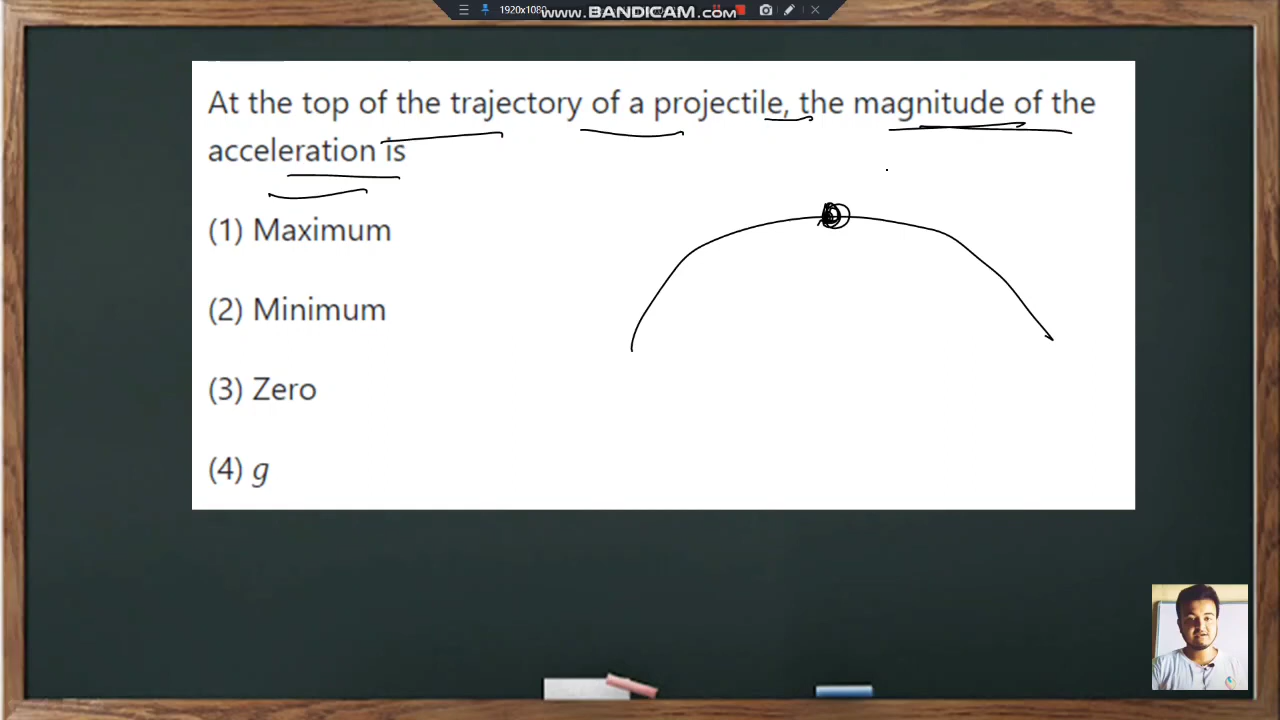 1920x1080
www.BANDICAM.com
At the top of the trajectory of a projectile, the magnitude of the
acceleration is
(1) Maximum
(2) Minimum
(3) Zero
(4) g